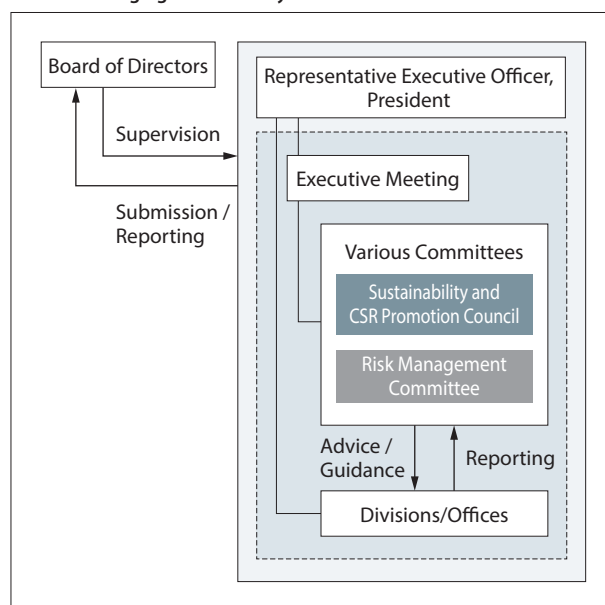 Board of Directors
Representative Executive Officer,
President
Supervision
Executive Meeting
Submission /
Reporting
Various Committees
Sustainability and
CSR Promotion Council
Risk Management
Committee
Advice /
Guidance
Reporting
Divisions/Offices